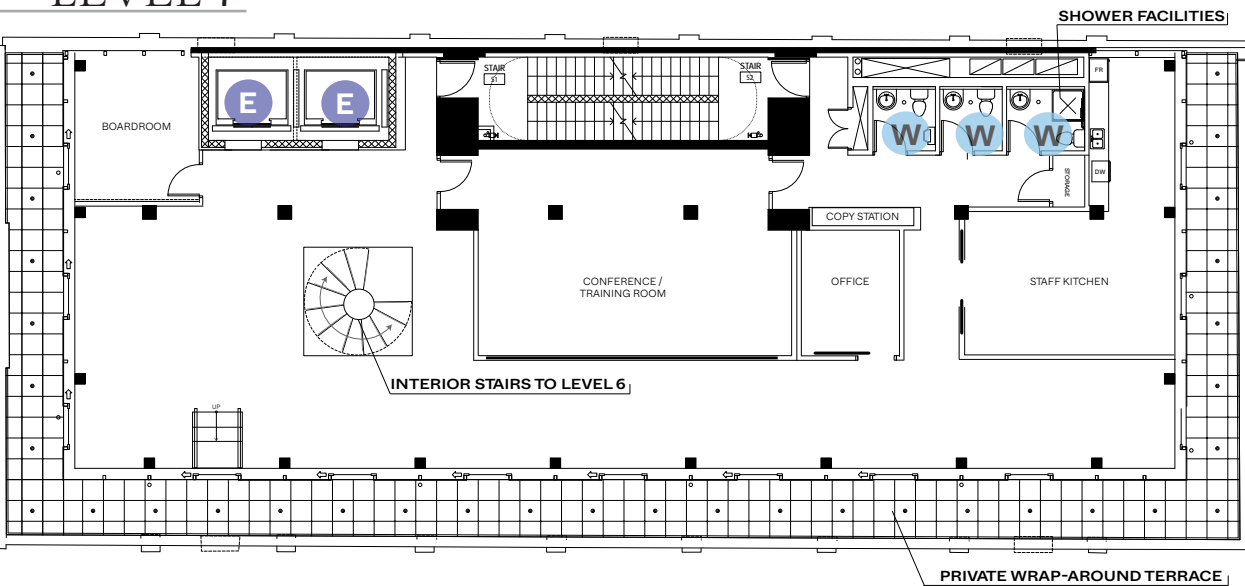 LEVEL 7
SHOWER FACILITIES
STAIR
S1
STAIR
S2
FR
E
E
BOARDROOM
W
W
W
DW
STORAGE
COPY STATION
CONFERENCE /
TRAINING ROOM
OFFICE
STAFF KITCHEN
INTERIOR STAIRS TO LEVEL 6
UP
PRIVATE WRAP-AROUND TERRACE